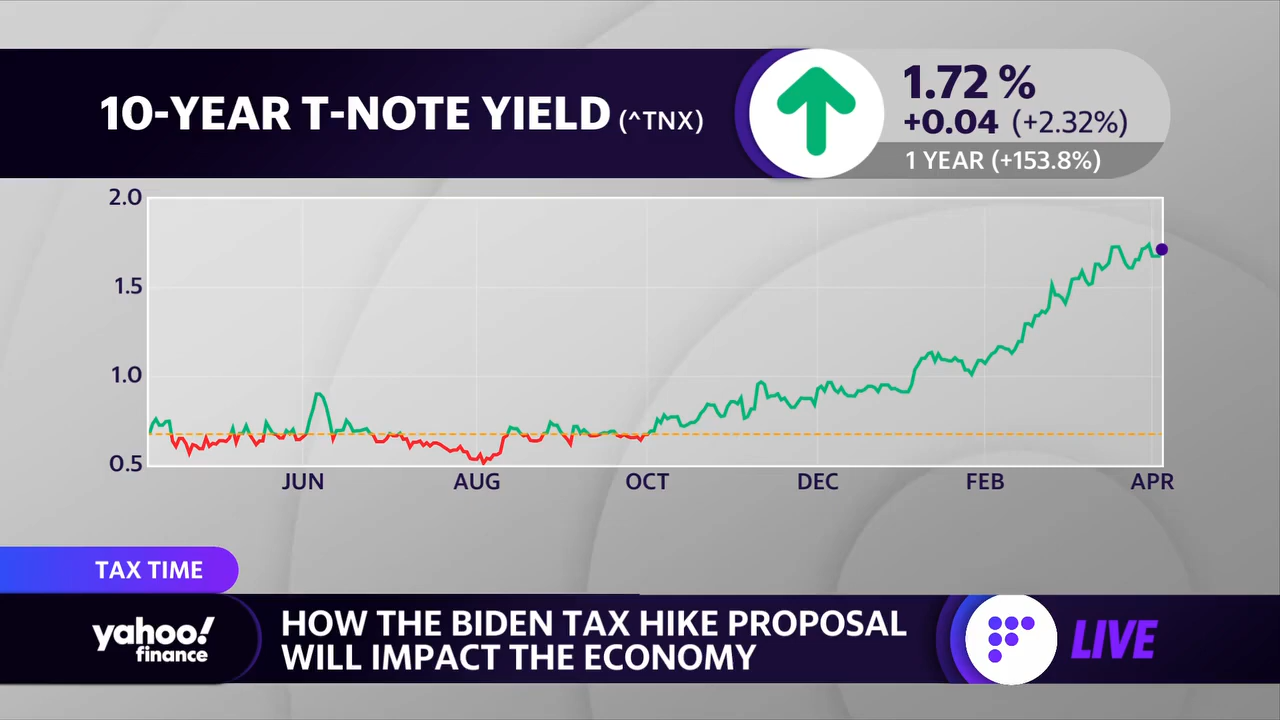 10-YEAR T-NOTE YIELD (^TNX)
1.72 %
+0.04 (+2.32%)
1 YEAR (+153.8%)
2.0
1.5
1.0
0.5
JUN AUG OCT DEC FEB APR
TAX TIME
yahoo!
finance
HOW THE BIDEN TAX HIKE PROPOSAL
WILL IMPACT THE ECONOMY
LIVE